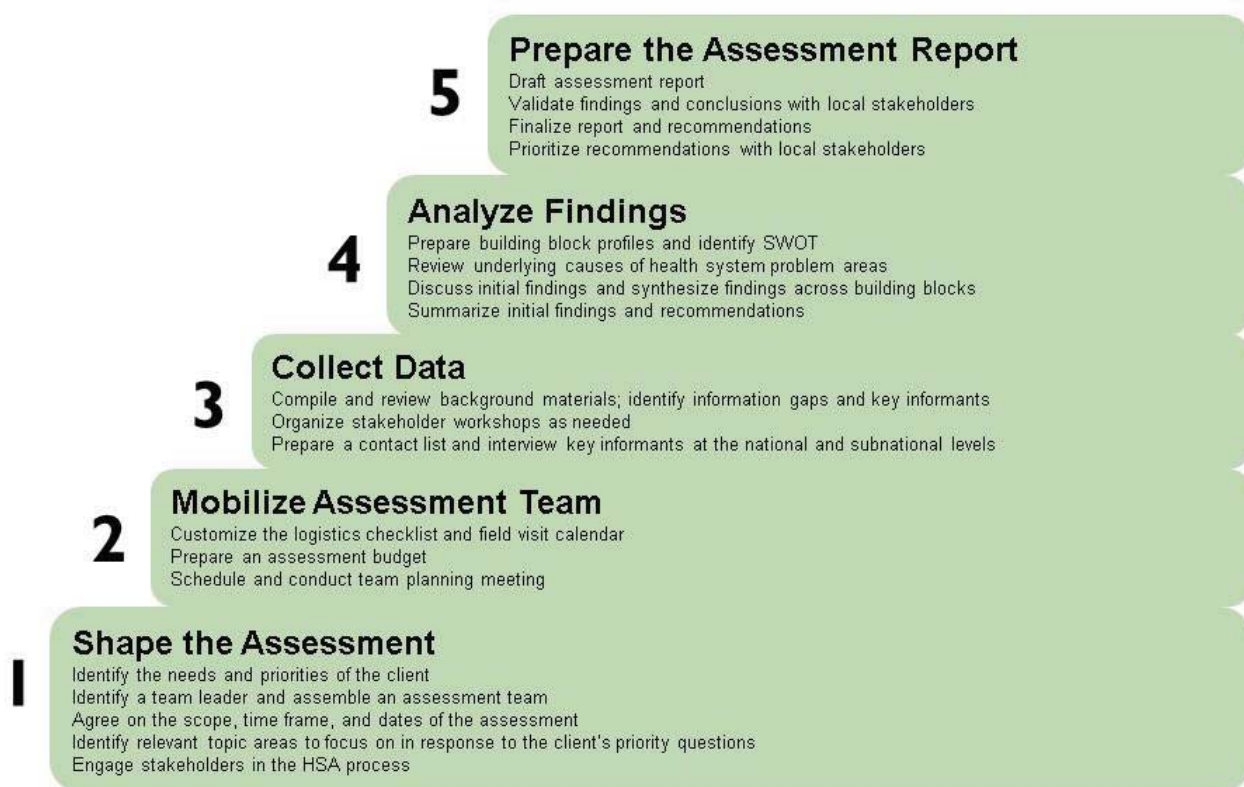 5
Prepare the Assessment Report
Draft assessment report
Validate findings and conclusions with local stakeholders
Finalize report and recommendations
Prioritize recommendations with local stakeholders
4
Analyze Findings
Prepare building block profiles and identify SWOT
Review underlying causes of health system problem areas
Discuss initial findings and synthesize findings across building blocks
Summarize initial findings and recommendations
3
Collect Data
Compile and review background materials; identify information gaps and key informants
Organize stakeholder workshops as needed
Prepare a contact list and interview key informants at the national and subnational levels
2
Mobilize Assessment Team
Customize the logistics checklist and field visit calendar
Prepare an assessment budget
Schedule and conduct team planning meeting
1
Shape the Assessment
Identify the needs and priorities of the client
Identify a team leader and assemble an assessment team
Agree on the scope, time frame, and dates of the assessment
Identify relevant topic areas to focus on in response to the client's priority questions
Engage stakeholders in the HSA process